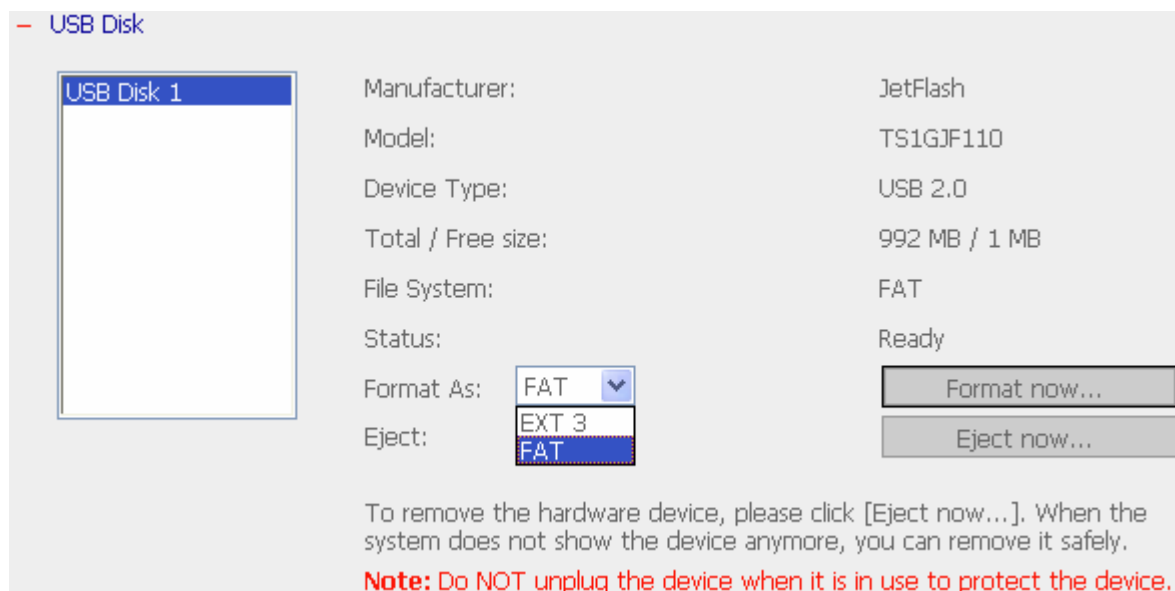 − USB Disk
USB Disk 1
Manufacturer: JetFlash
Model: TS1GJF110
Device Type: USB 2.0
Total / Free size: 992 MB / 1 MB
File System: FAT
Status: Ready
Format As: FAT Format now...
EXT 3
Eject: FAT Eject now...
To remove the hardware device, please click [Eject now...]. When the
system does not show the device anymore, you can remove it safely.
Note: Do NOT unplug the device when it is in use to protect the device.